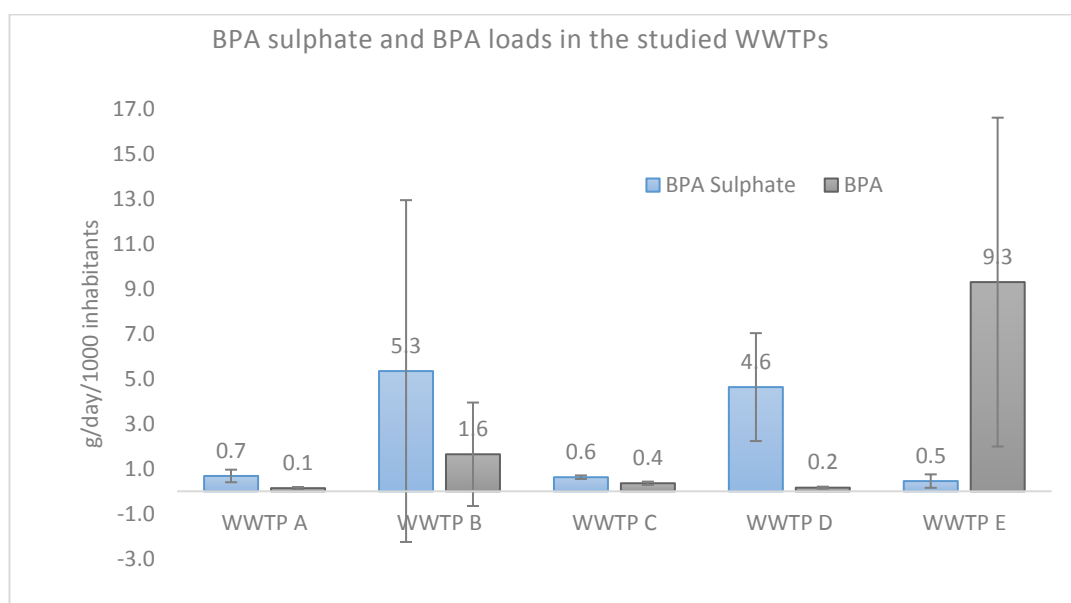 BPA sulphate and BPA loads in the studied WWTPs
g/day/1000 inhabitants
17.0
15.0
13.0
11.0
9.0
7.0
5.0
3.0
1.0
-1.0
-3.0
BPA Sulphate BPA
0.7 0.1 5.3 1.6 0.6 0.4 4.6 0.2 0.5 9.3
WWTP A WWTP B WWTP C WWTP D WWTP E